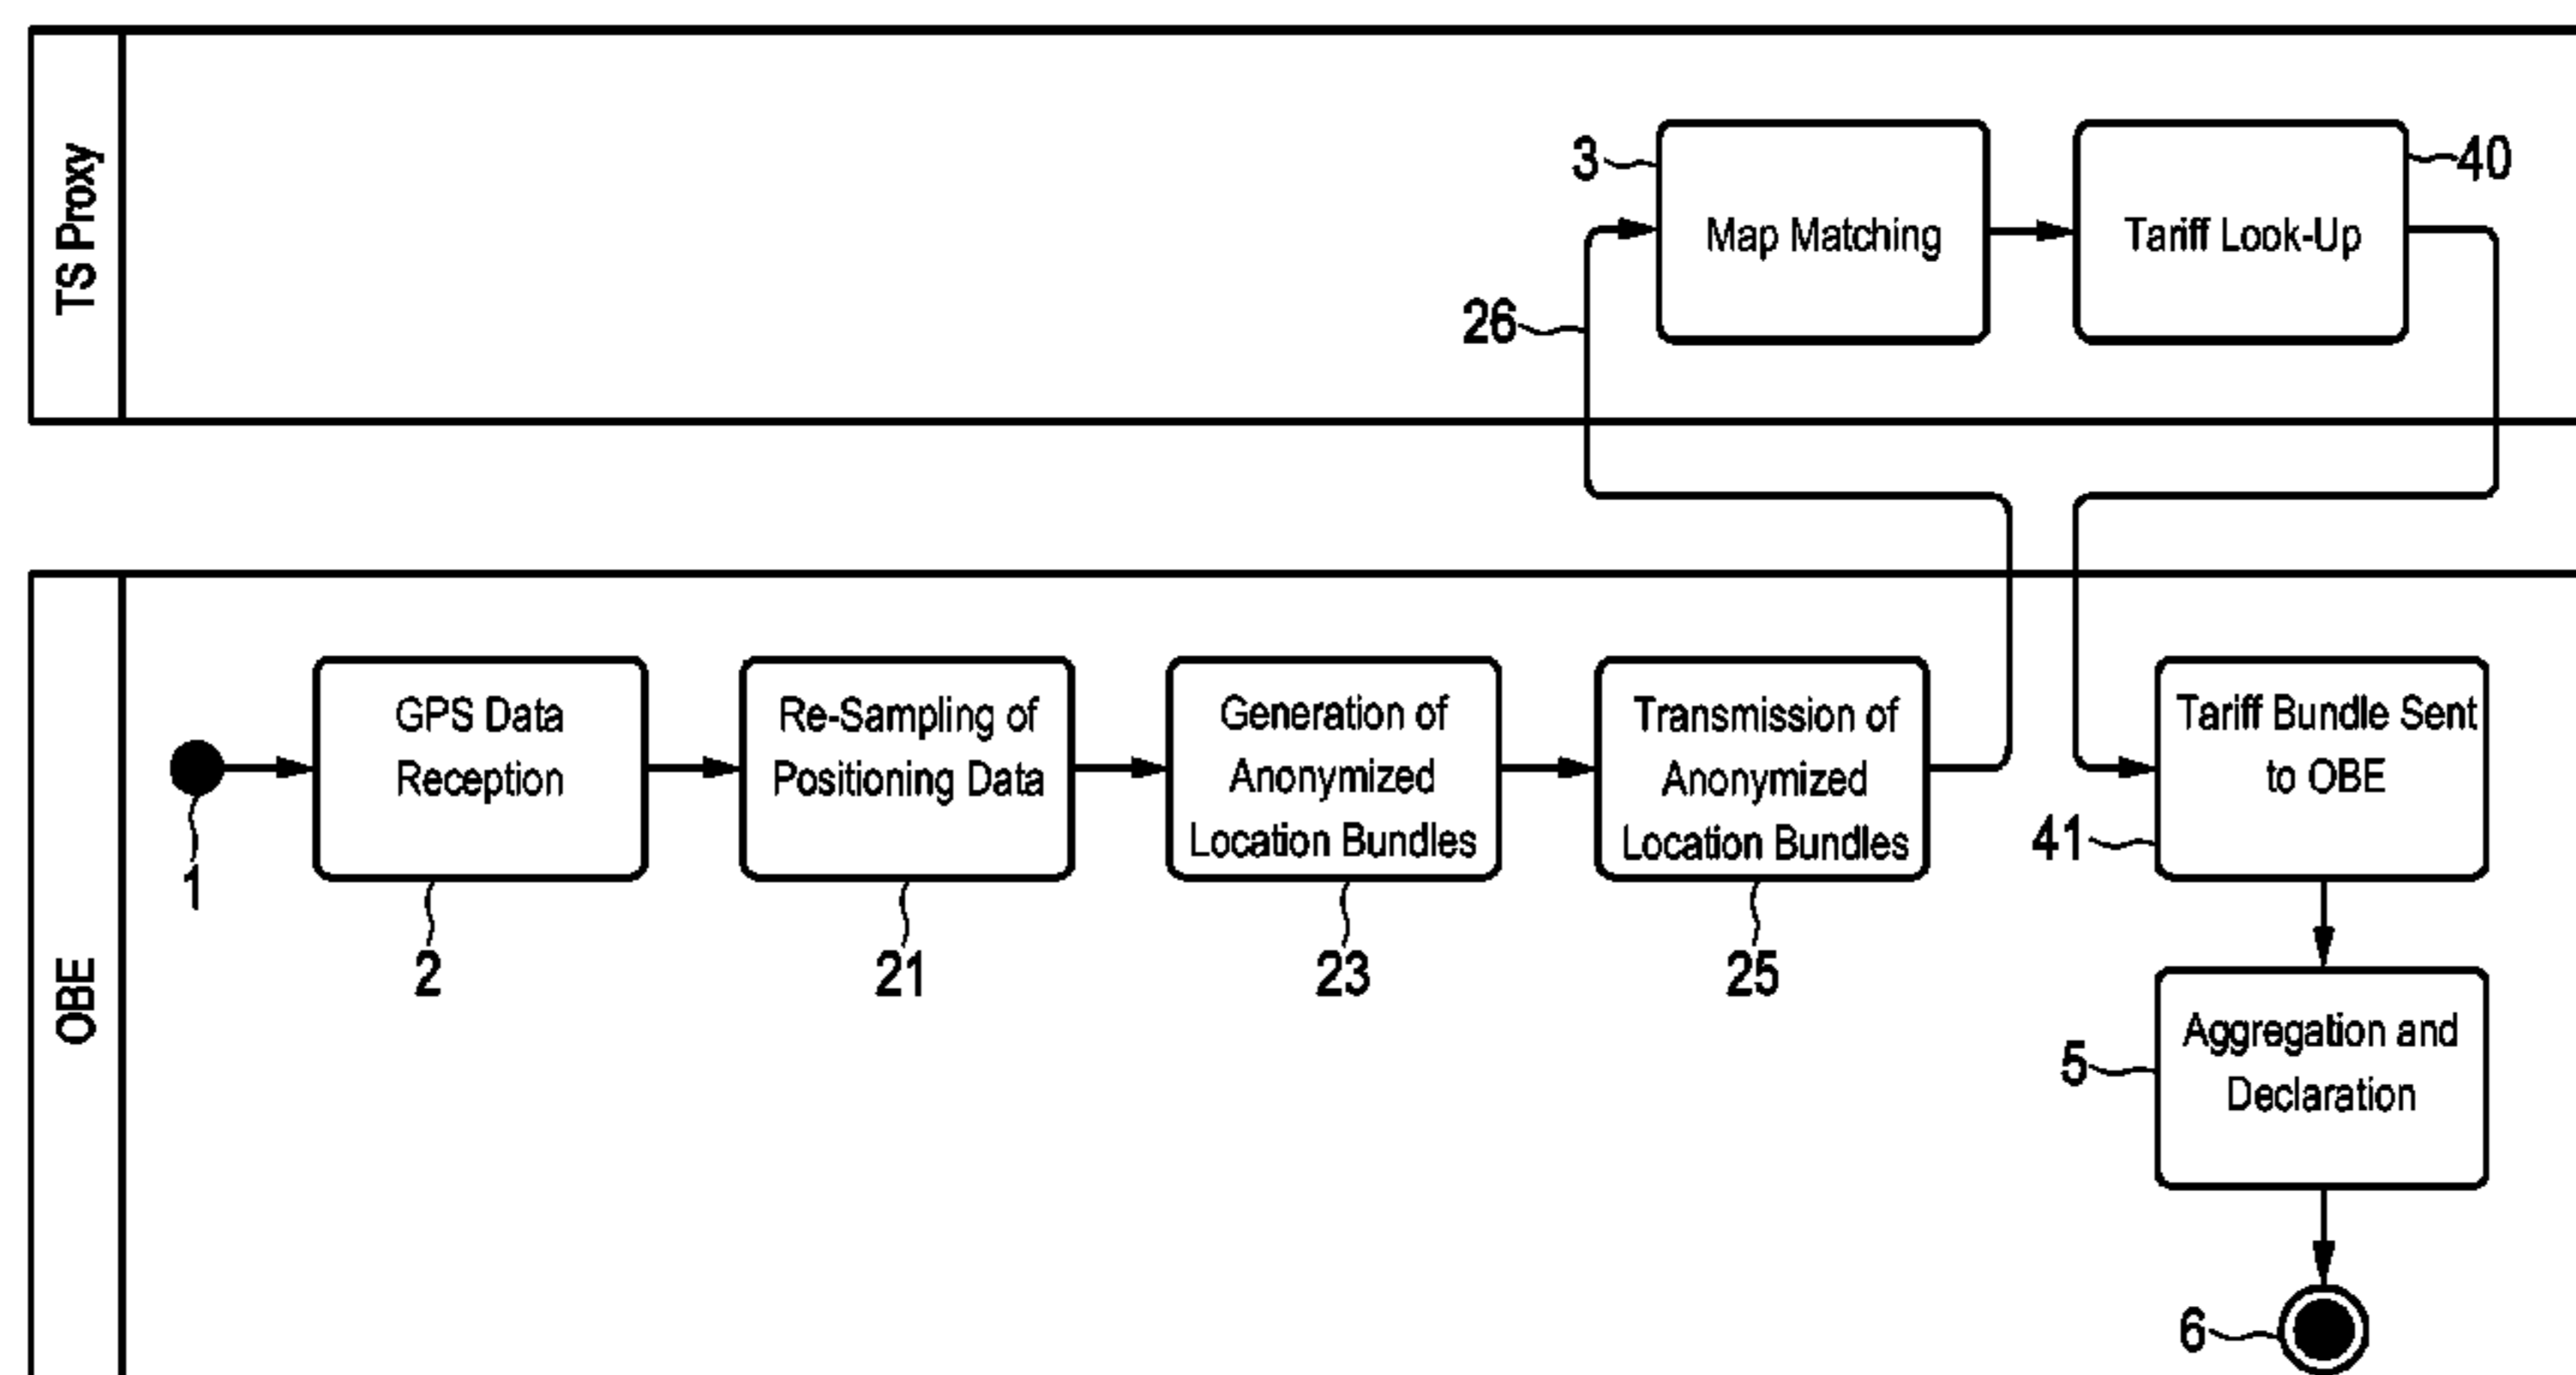 TS Proxy
3
Map Matching
Tariff Look-Up
40
26
OBE
1
GPS Data
Reception
2
Re-Sampling of
Positioning Data
21
Generation of
Anonymized
Location Bundles
23
Transmission of
Anonymized
Location Bundles
25
Tariff Bundle Sent
to OBE
41
Aggregation and
Declaration
5
6